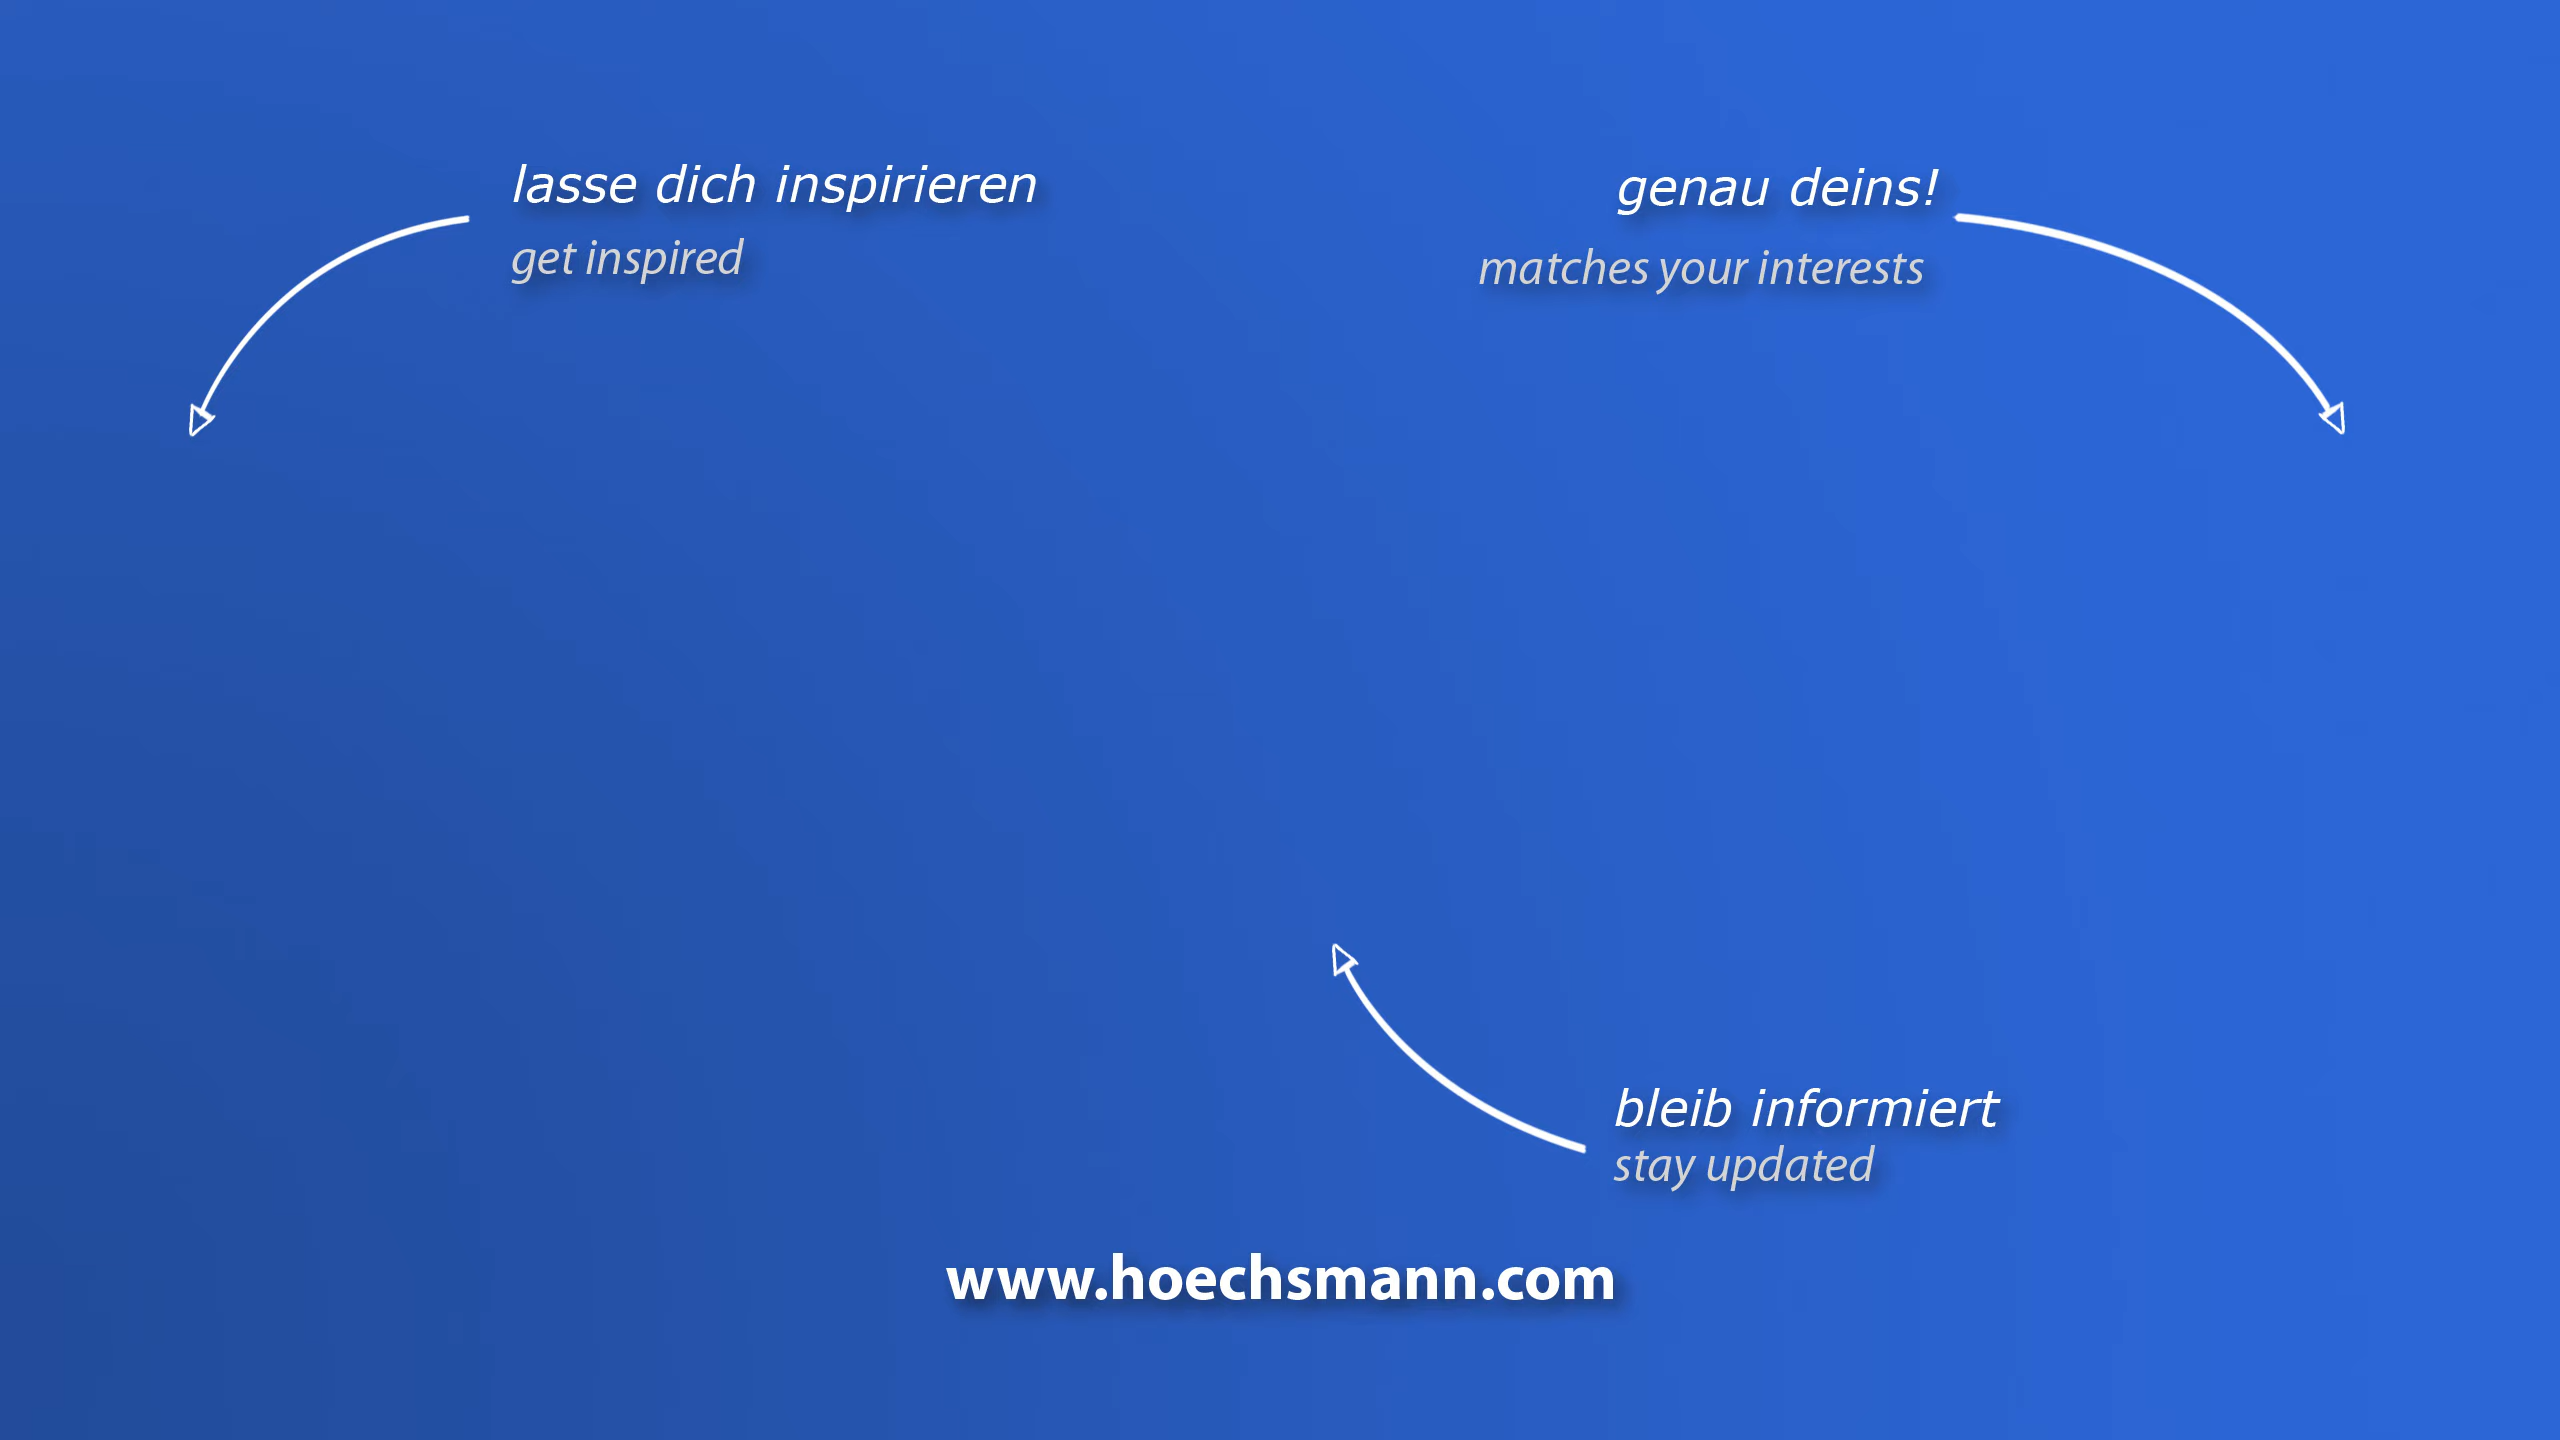 lasse dich inspirieren
get inspired
genau deins!
matches your interests
bleib informiert
stay updated
www.hoechsmann.com